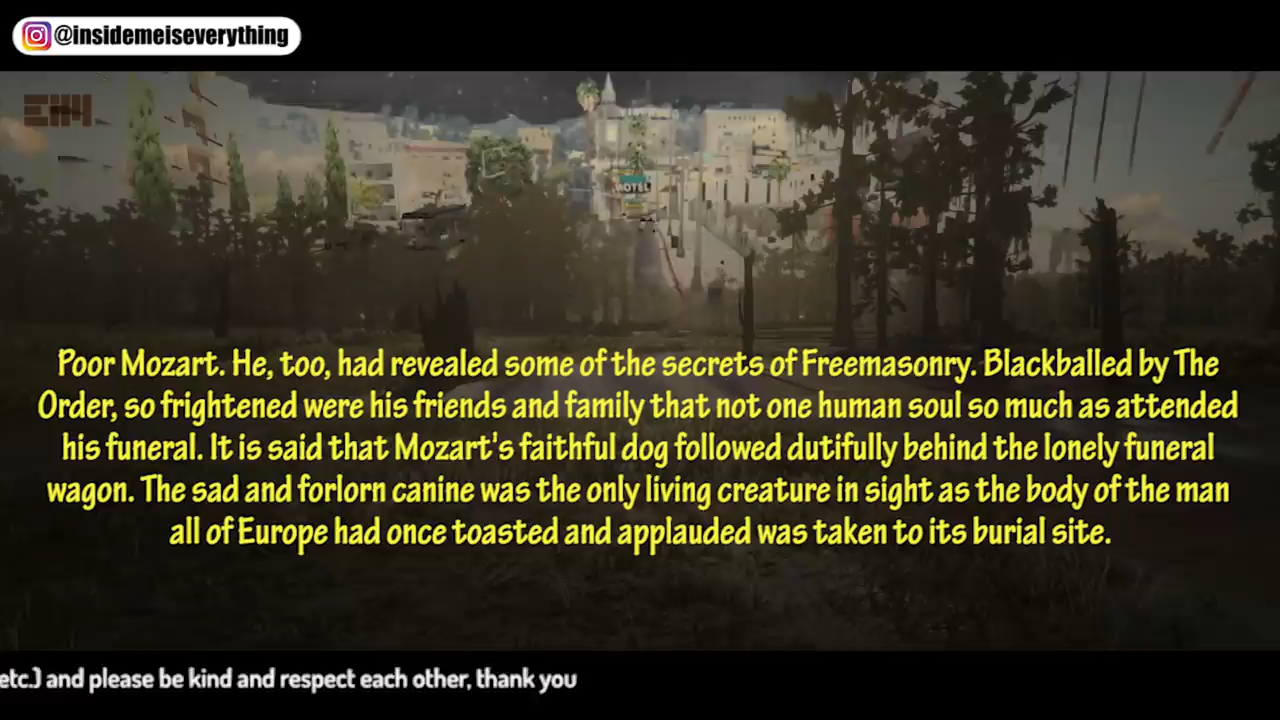 @insidemeiseverything
MOTEL
Poor Mozart. He, too, had revealed some of the secrets of Freemasonry. Blackballed by The
Order, so frightened were his friends and family that not one human soul so much as attended
his funeral. It is said that Mozart's faithful dog followed dutifully behind the lonely funeral
wagon. The sad and forlorn canine was the only living creature in sight as the body of the man
all of Europe had once toasted and applauded was taken to its burial site.
etc.) and please be kind and respect each other, thank you